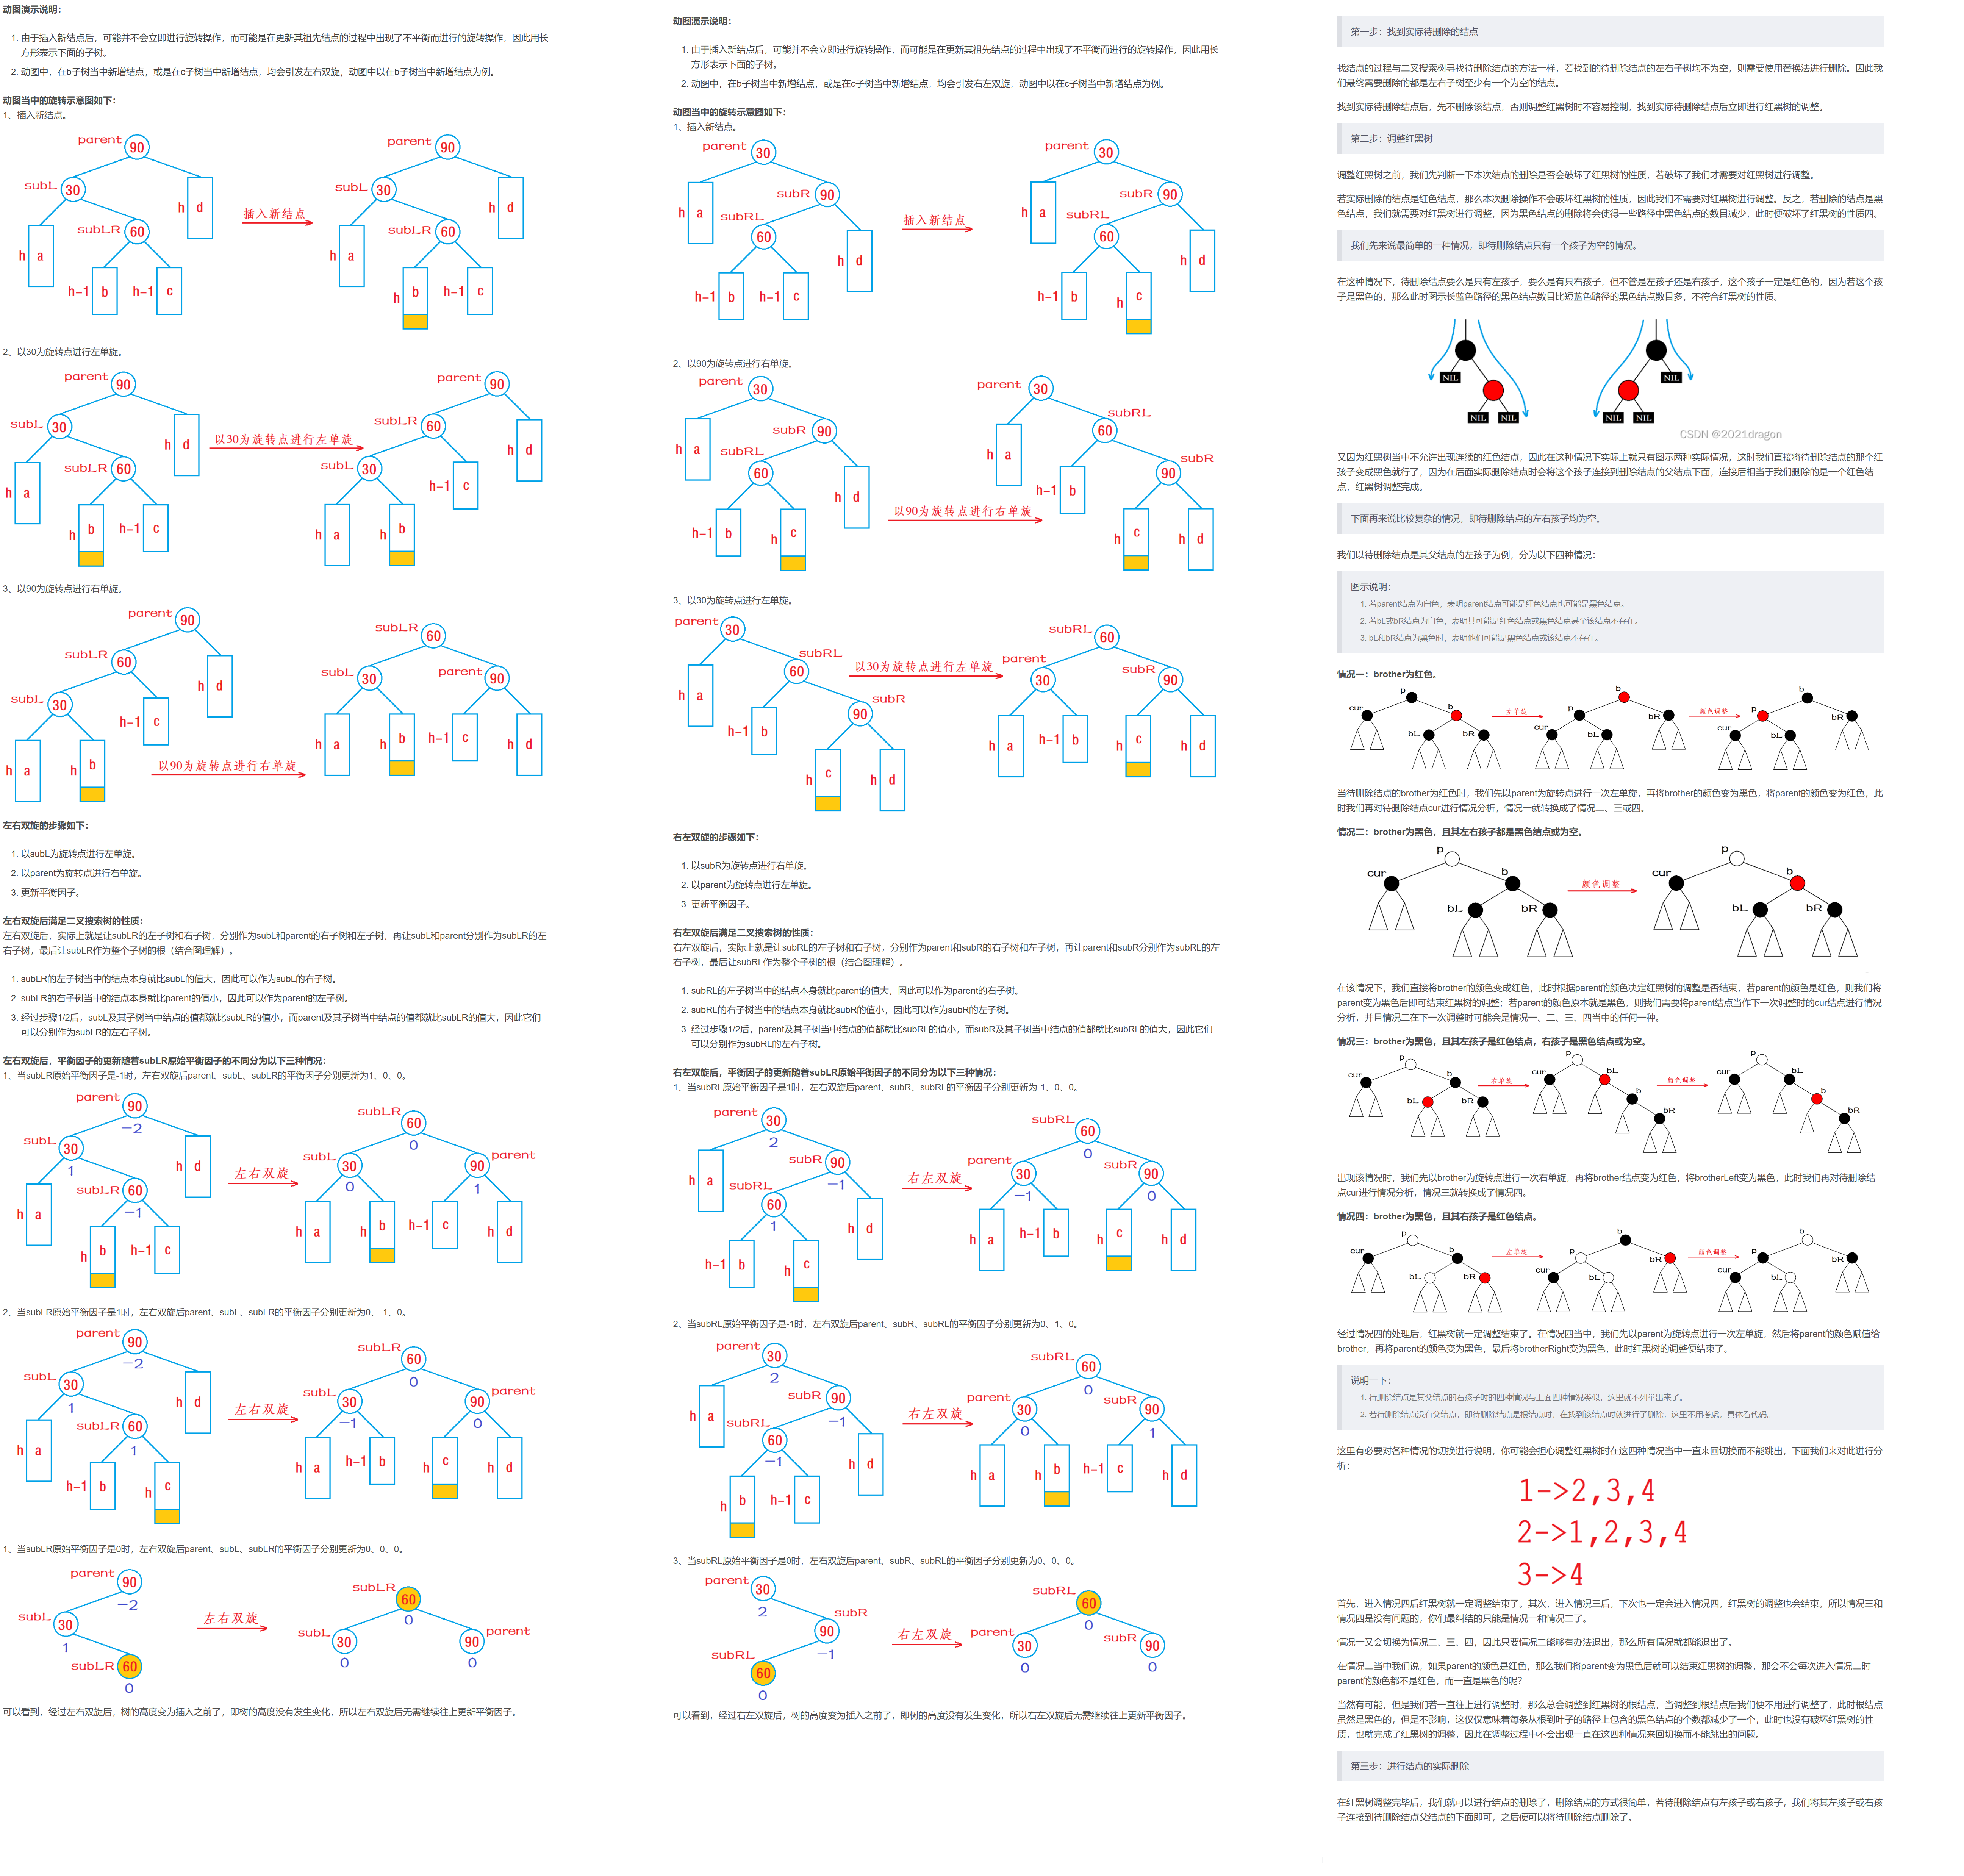 动图演示说明：
1. 由于插入新结点后，可能并不会立即进行旋转操作，而可能是在更新其祖先结点的过程中出现了不平衡而进行的旋转操作，因此用长
方形表示下面的子树。
2. 动图中，在b子树当中新增结点，或是在c子树当中新增结点，均会引发左右双旋，动图中以在b子树当中新增结点为例。
动图当中的旋转示意图如下：
1、插入新结点。
parent 90
subL 30
h d
subLR 60
h a
h-1 b
h-1 c
插入新结点
parent 90
subL 30
h d
subLR 60
h a
h b
h-1 c
2、以30为旋转点进行左单旋。
parent 90
subL 30
h d
subLR 60
h a
h b
h-1 c
以30为旋转点进行左单旋
parent 90
subLR 60
h d
subL 30
h-1 c
h a
h b
3、以90为旋转点进行右单旋。
parent 90
subLR 60
h d
subL 30
h-1 c
h a
h b
以90为旋转点进行右单旋
subLR 60
subL 30
parent 90
h a
h b
h-1 c
h d
左右双旋的步骤如下：
1. 以subL为旋转点进行左单旋。
2. 以parent为旋转点进行右单旋。
3. 更新平衡因子。
左右双旋后满足二叉搜索树的性质：
左右双旋后，实际上就是让subLR的左子树和右子树，分别作为subL和parent的右子树和左子树，再让subL和parent分别作为subLR的左
右子树，最后让subLR作为整个子树的根（结合图理解）。
1. subLR的左子树当中的结点本身就比subL的值大，因此可以作为subL的右子树。
2. subLR的右子树当中的结点本身就比parent的值小，因此可以作为parent的左子树。
3. 经过步骤1/2后，subL及其子树当中结点的值都就比subLR的值小，而parent及其子树当中结点的值都就比subLR的值大，因此它们
可以分别作为subLR的左右子树。
左右双旋后，平衡因子的更新随着subLR原始平衡因子的不同分为以下三种情况：
1、当subLR原始平衡因子是-1时，左右双旋后parent、subL、subLR的平衡因子分别更新为1、0、0。
parent 90
-2
subL 30
1
h d
subLR 60
-1
h a
h b
h-1 c
左右双旋
subLR 60
0
subL 30
0
90 parent
1
h a
h b
h-1 c
h d
2、当subLR原始平衡因子是1时，左右双旋后parent、subL、subLR的平衡因子分别更新为0、-1、0。
parent 90
-2
subL 30
1
h d
subLR 60
1
h a
h-1 b
h c
左右双旋
subLR 60
0
subL 30
-1
90 parent
0
h a
h-1 b
h c
h d
1、当subLR原始平衡因子是0时，左右双旋后parent、subL、subLR的平衡因子分别更新为0、0、0。
parent 90
-2
subL 30
1
subLR 60
0
左右双旋
subLR 60
0
subL 30
0
90 parent
0
可以看到，经过左右双旋后，树的高度变为插入之前了，即树的高度没有发生变化，所以左右双旋后无需继续往上更新平衡因子。
动图演示说明：
1. 由于插入新结点后，可能并不会立即进行旋转操作，而可能是在更新其祖先结点的过程中出现了不平衡而进行的旋转操作，因此用长
方形表示下面的子树。
2. 动图中，在b子树当中新增结点，或是在c子树当中新增结点，均会引发右左双旋，动图中以在c子树当中新增结点为例。
动图当中的旋转示意图如下：
1、插入新结点。
parent 30
h a
subR 90
subRL 60
h d
h-1 b
h-1 c
插入新结点
parent 30
h a
subR 90
subRL 60
h d
h-1 b
h c
2、以90为旋转点进行右单旋。
parent 30
h a
subR 90
subRL 60
h d
h-1 b
h c
以90为旋转点进行右单旋
parent 30
subRL 60
h a
subR 90
h-1 b
h c
h d
3、以30为旋转点进行左单旋。
parent 30
subRL 60
h a
subR 90
h-1 b
h c
h d
以30为旋转点进行左单旋
subRL 60
parent 30
subR 90
h a
h-1 b
h c
h d
右左双旋的步骤如下：
1. 以subR为旋转点进行右单旋。
2. 以parent为旋转点进行左单旋。
3. 更新平衡因子。
右左双旋后满足二叉搜索树的性质：
右左双旋后，实际上就是让subRL的左子树和右子树，分别作为parent和subR的右子树和左子树，再让parent和subR分别作为subRL的左
右子树，最后让subRL作为整个子树的根（结合图理解）。
1. subRL的左子树当中的结点本身就比parent的值大，因此可以作为parent的右子树。
2. subRL的右子树当中的结点本身就比subR的值小，因此可以作为subR的左子树。
3. 经过步骤1/2后，parent及其子树当中结点的值都就比subRL的值小，而subR及其子树当中结点的值都就比subRL的值大，因此它们
可以分别作为subRL的左右子树。
右左双旋后，平衡因子的更新随着subLR原始平衡因子的不同分为以下三种情况：
1、当subRL原始平衡因子是1时，左右双旋后parent、subR、subRL的平衡因子分别更新为-1、0、0。
parent 30
2
h a
subR 90
-1
subRL 60
1
h d
h-1 b
h c
右左双旋
subRL 60
0
parent 30
-1
subR 90
0
h a
h-1 b
h c
h d
2、当subRL原始平衡因子是-1时，左右双旋后parent、subR、subRL的平衡因子分别更新为0、1、0。
parent 30
2
h a
subR 90
-1
subRL 60
-1
h d
h b
h-1 c
右左双旋
subRL 60
0
parent 30
0
subR 90
1
h a
h b
h-1 c
h d
3、当subRL原始平衡因子是0时，左右双旋后parent、subR、subRL的平衡因子分别更新为0、0、0。
parent 30
2
subR 90
-1
subRL 60
0
右左双旋
subRL 60
0
parent 30
0
subR 90
0
可以看到，经过右左双旋后，树的高度变为插入之前了，即树的高度没有发生变化，所以右左双旋后无需继续往上更新平衡因子。
第一步：找到实际待删除的结点
找结点的过程与二叉搜索树寻找待删除结点的方法一样，若找到的待删除结点的左右子树均不为空，则需要使用替换法进行删除。因此我
们最终需要删除的都是左右子树至少有一个为空的结点。
找到实际待删除结点后，先不删除该结点，否则调整红黑树时不容易控制，找到实际待删除结点后立即进行红黑树的调整。
第二步：调整红黑树
调整红黑树之前，我们先判断一下本次结点的删除是否会破坏了红黑树的性质，若破坏了我们才需要对红黑树进行调整。
若实际删除的结点是红色结点，那么本次删除操作不会破坏红黑树的性质，因此我们不需要对红黑树进行调整。反之，若删除的结点是黑
色结点，我们就需要对红黑树进行调整，因为黑色结点的删除将会使得一些路径中黑色结点的数目减少，此时便破坏了红黑树的性质四。
我们先来说最简单的一种情况，即待删除结点只有一个孩子为空的情况。
在这种情况下，待删除结点要么是只有左孩子，要么是有只右孩子，但不管是左孩子还是右孩子，这个孩子一定是红色的，因为若这个孩
子是黑色的，那么此时图示长蓝色路径的黑色结点数目比短蓝色路径的黑色结点数目多，不符合红黑树的性质。
NIL
NIL NIL
NIL
NIL NIL
CSDN @2021dragon
又因为红黑树当中不允许出现连续的红色结点，因此在这种情况下实际上就只有图示两种实际情况，这时我们直接将待删除结点的那个红
孩子变成黑色就行了，因为在后面实际删除结点时会将这个孩子连接到删除结点的父结点下面，连接后相当于我们删除的是一个红色结
点，红黑树调整完成。
下面再来说比较复杂的情况，即待删除结点的左右孩子均为空。
我们以待删除结点是其父结点的左孩子为例，分为以下四种情况：
图示说明：
1. 若parent结点为白色，表明parent结点可能是红色结点也可能是黑色结点。
2. 若bL或bR结点为白色，表明其可能是红色结点或黑色结点甚至该结点不存在。
3. bL和bR结点为黑色时，表明他们可能是黑色结点或该结点不存在。
情况一：brother为红色。
p
cur b
bL bR
左单旋
b
p bR
cur bL
颜色调整
b
p bR
cur bL
当待删除结点的brother为红色时，我们先以parent为旋转点进行一次左单旋，再将brother的颜色变为黑色，将parent的颜色变为红色，此
时我们再对待删除结点cur进行情况分析，情况一就转换成了情况二、三或四。
情况二：brother为黑色，且其左右孩子都是黑色结点或为空。
p
cur b
bL bR
颜色调整
p
cur b
bL bR
在该情况下，我们直接将brother的颜色变成红色，此时根据parent的颜色决定红黑树的调整是否结束，若parent的颜色是红色，则我们将
parent变为黑色后即可结束红黑树的调整；若parent的颜色原本就是黑色，则我们需要将parent结点当作下一次调整时的cur结点进行情况
分析，并且情况二在下一次调整时可能会是情况一、二、三、四当中的任何一种。
情况三：brother为黑色，且其左孩子是红色结点，右孩子是黑色结点或为空。
p
cur b
bL bR
右单旋
p
cur bL
b
bR
颜色调整
p
cur bL
b
bR
出现该情况时，我们先以brother为旋转点进行一次右单旋，再将brother结点变为红色，将brotherLeft变为黑色，此时我们再对待删除结
点cur进行情况分析，情况三就转换成了情况四。
情况四：brother为黑色，且其右孩子是红色结点。
p
cur b
bL bR
左单旋
b
p bR
cur bL
颜色调整
b
p bR
cur bL
经过情况四的处理后，红黑树就一定调整结束了。在情况四当中，我们先以parent为旋转点进行一次左单旋，然后将parent的颜色赋值给
brother，再将parent的颜色变为黑色，最后将brotherRight变为黑色，此时红黑树的调整便结束了。
说明一下：
1. 待删除结点是其父结点的右孩子时的四种情况与上面四种情况类似，这里就不列举出来了。
2. 若待删除结点没有父结点，即待删除结点是根结点时，在找到该结点时就进行了删除，这里不用考虑，具体看代码。
这里有必要对各种情况的切换进行说明，你可能会担心调整红黑树时在这四种情况当中一直来回切换而不能跳出，下面我们来对此进行分
析：
1->2,3,4
2->1,2,3,4
3->4
首先，进入情况四后红黑树就一定调整结束了。其次，进入情况三后，下次也一定会进入情况四，红黑树的调整也会结束。所以情况三和
情况四是没有问题的，你们最纠结的只能是情况一和情况二了。
情况一又会切换为情况二、三、四，因此只要情况二能够有办法退出，那么所有情况就都能退出了。
在情况二当中我们说，如果parent的颜色是红色，那么我们将parent变为黑色后就可以结束红黑树的调整，那会不会每次进入情况二时
parent的颜色都不是红色，而一直是黑色的呢？
当然有可能，但是我们若一直往上进行调整时，那么总会调整到红黑树的根结点，当调整到根结点后我们便不用进行调整了，此时根结点
虽然是黑色的，但是不影响，这仅仅意味着每条从根到叶子的路径上包含的黑色结点的个数都减少了一个，此时也没有破坏红黑树的性
质，也就完成了红黑树的调整，因此在调整过程中不会出现一直在这四种情况来回切换而不能跳出的问题。
第三步：进行结点的实际删除
在红黑树调整完毕后，我们就可以进行结点的删除了，删除结点的方式很简单，若待删除结点有左孩子或右孩子，我们将其左孩子或右孩
子连接到待删除结点父结点的下面即可，之后便可以将待删除结点删除了。